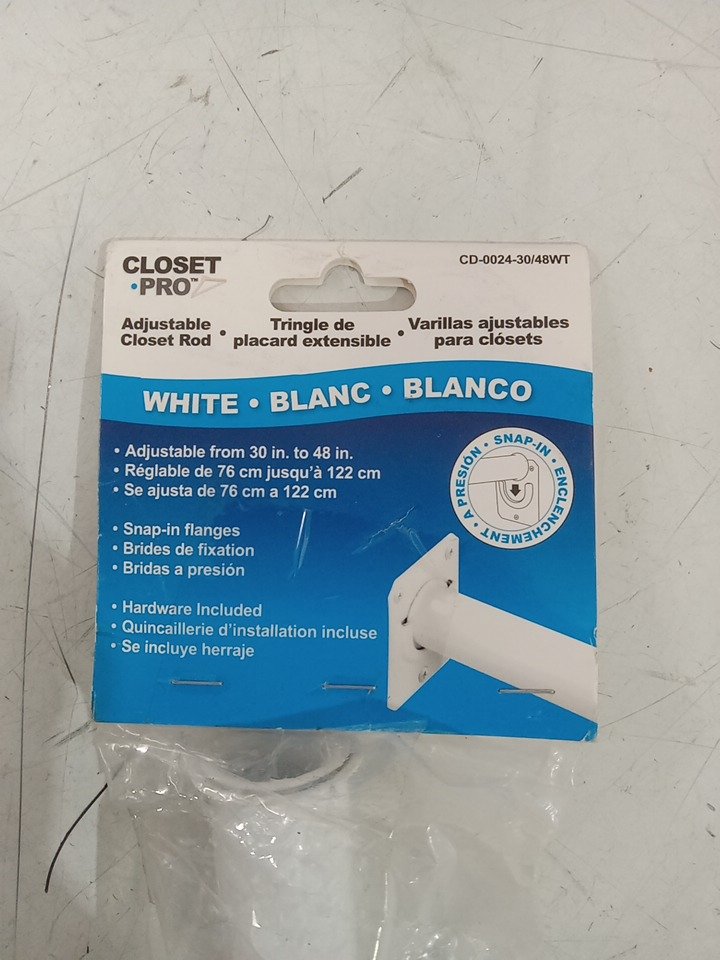 CLOSET
•PRO™
CD-0024-30/48WT
Adjustable
Closet Rod
•
Tringle de
placard extensible
•
Varillas ajustables
para clósets
WHITE • BLANC • BLANCO
• Adjustable from 30 in. to 48 in.
• Réglable de 76 cm jusqu'à 122 cm
• Se ajusta de 76 cm a 122 cm
• Snap-in flanges
• Brides de fixation
• Bridas a presión
• Hardware Included
• Quincaillerie d'installation incluse
• Se incluye herraje
A PRESIÓN • SNAP-IN • ENCLENCHEMENT •